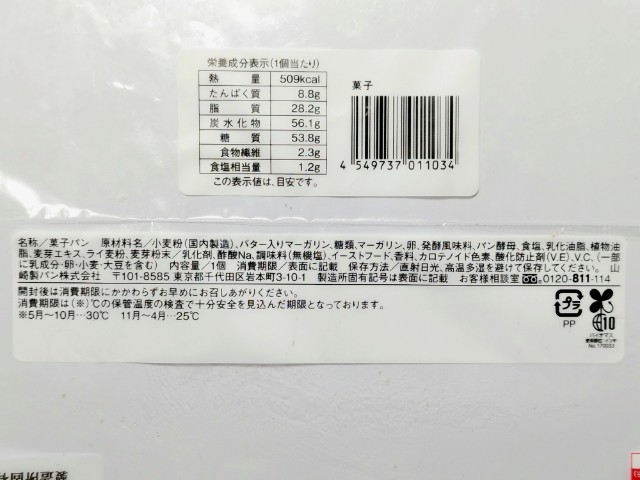 栄養成分表示(1個当たり)
熱量 509kcal
たんぱく質 8.8g
脂質 28.2g
炭水化物 56.1g
糖質 53.8g
食物繊維 2.3g
食塩相当量 1.2g
この表示値は、目安です。
菓子
4 549737 011034
名称/菓子パン 原材料名/小麦粉(国内製造)、バター入りマーガリン、糖類、マーガリン、卵、発酵風味料、パン酵母、食塩、乳化油脂、植物油
脂、麦芽エキス、ライ麦粉、麦芽粉末/乳化剤、酢酸Na、調味料(無機塩)、イーストフード、香料、カロテノイド色素、酸化防止剤(V.E)、V.C、(一部
に乳成分・卵・小麦・大豆を含む) 内容量/1個 消費期限/表面に記載 保存方法/直射日光、高温多湿を避けて保存してください。 山
崎製パン株式会社 〒101-8585 東京都千代田区岩本町3-10-1 製造所固有記号は表面に記載 お客様相談室 0120-811-114
開封後は消費期限にかかわらずお早めにお召しあがりください。
消費期限は(※)℃の保管温度の検査で十分安全を見込んだ期限となっております。
※5月〜10月…30℃ 11月〜4月…25℃
プラ
PP
10
バイオマス
No.170033
製造所固有